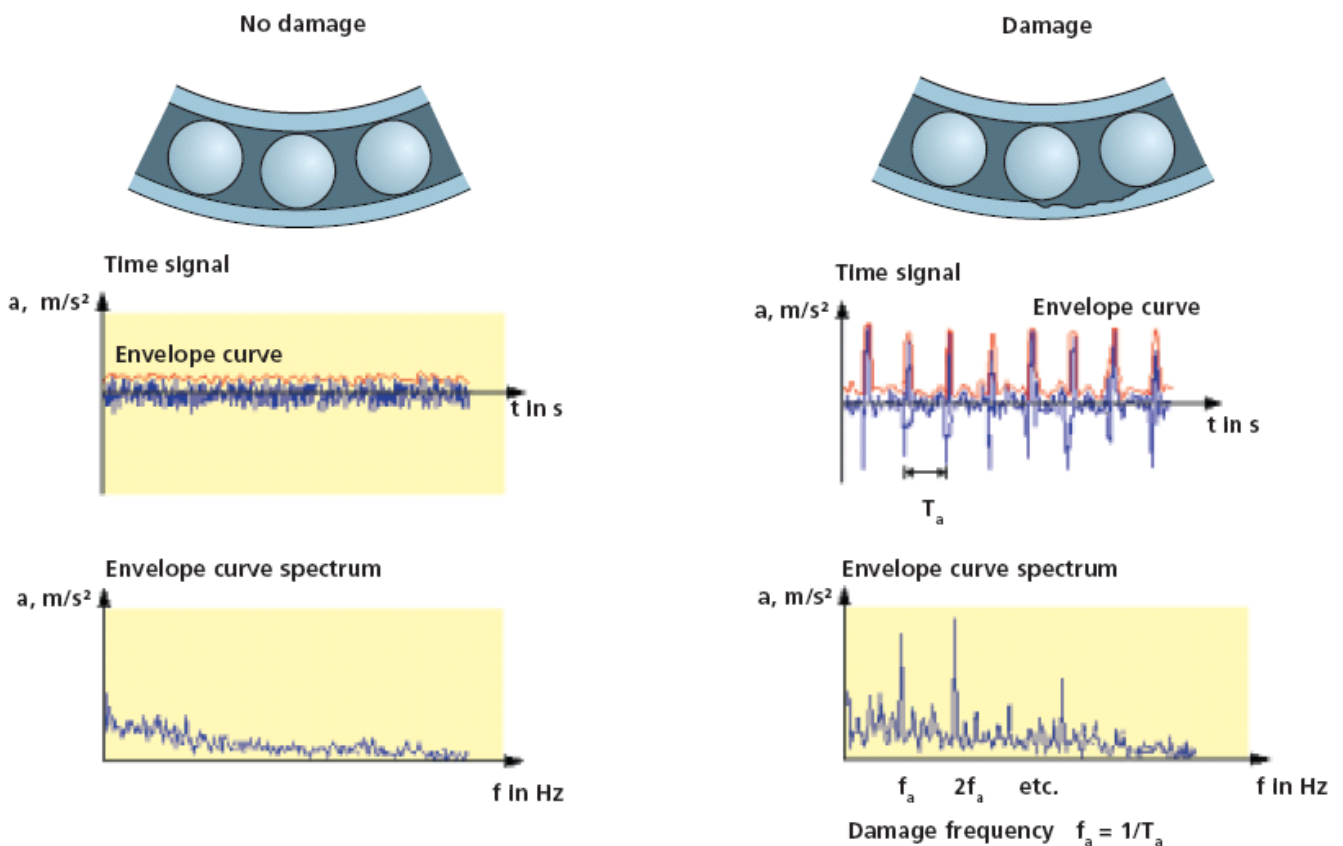 No damage
Time signal
a, m/s²
Envelope curve
t in s
Envelope curve spectrum
a, m/s²
f in Hz
Damage
Time signal
a, m/s²
Envelope curve
t in s
Tₐ
Envelope curve spectrum
a, m/s²
fₐ 2fₐ etc.
f in Hz
Damage frequency fₐ = 1/Tₐ